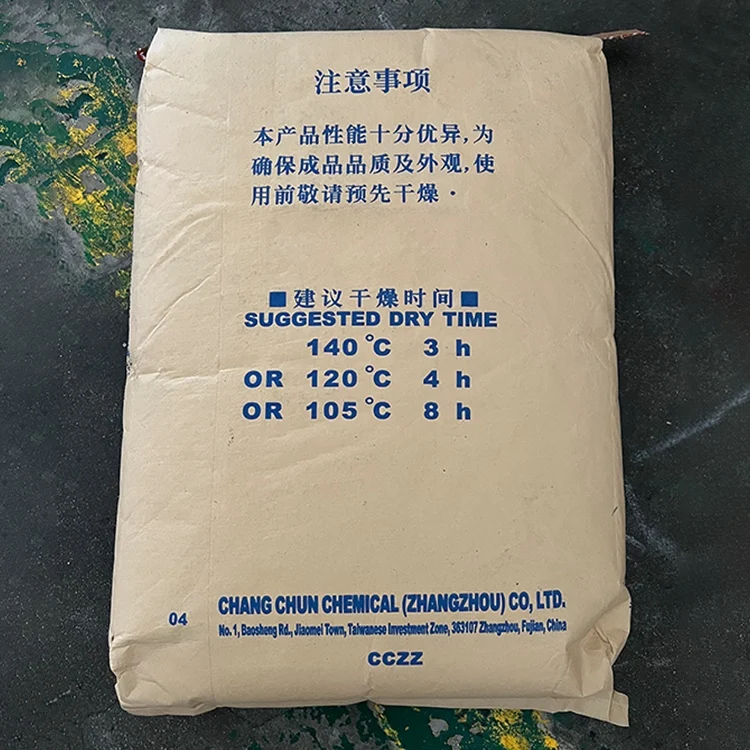 注意事项
本产品性能十分优异,为
确保成品品质及外观,使
用前敬请预先干燥.
■建议干燥时间■
SUGGESTED DRY TIME
140°C 3 h
OR 120°C 4 h
OR 105°C 8 h
CHANG CHUN CHEMICAL (ZHANGZHOU) CO, LTD.
04
No. 1, Baosheng Rd., Jiaomei Town, Taiwanese Investment Zone, 363107 Zhangzhou, Fujian, China
CCZZ